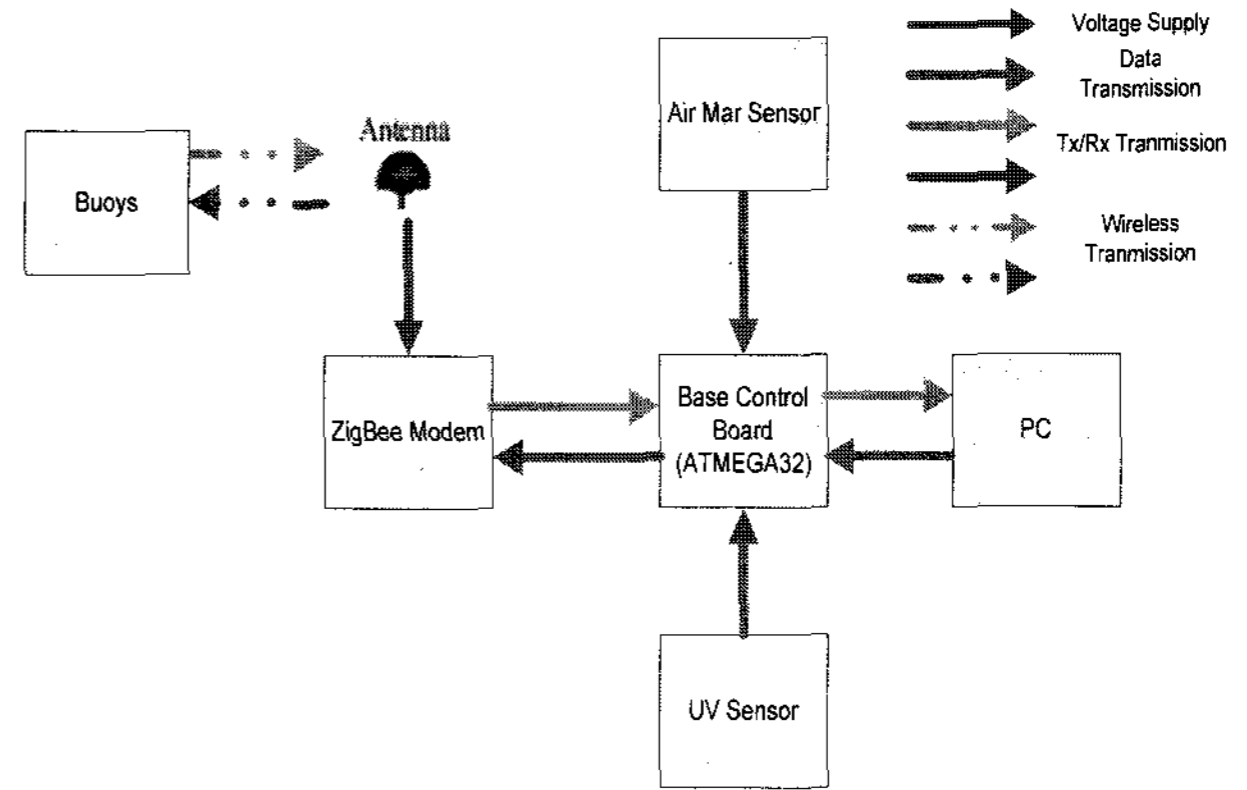 Voltage Supply
Data
Transmission
Tx/Rx Tranmission
Wireless
Tranmission
Air Mar Sensor
Antenna
Buoys
ZigBee Modem
Base Control
Board
(ATMEGA32)
PC
UV Sensor